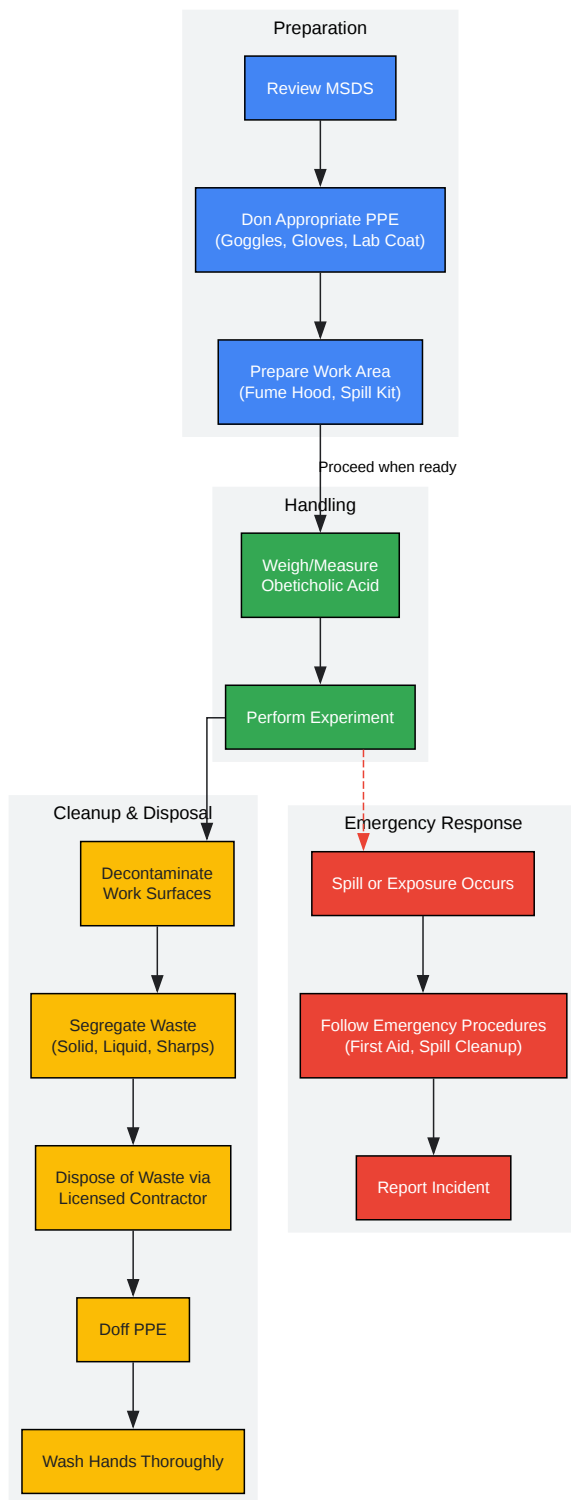 Preparation
Review MSDS
Don Appropriate PPE
(Goggles, Gloves, Lab Coat)
Prepare Work Area
(Fume Hood, Spill Kit)
Proceed when ready
Handling
Weigh/Measure
Obeticholic Acid
Perform Experiment
Cleanup & Disposal
Decontaminate
Work Surfaces
Segregate Waste
(Solid, Liquid, Sharps)
Dispose of Waste via
Licensed Contractor
Doff PPE
Wash Hands Thoroughly
Emergency Response
Spill or Exposure Occurs
Follow Emergency Procedures
(First Aid, Spill Cleanup)
Report Incident